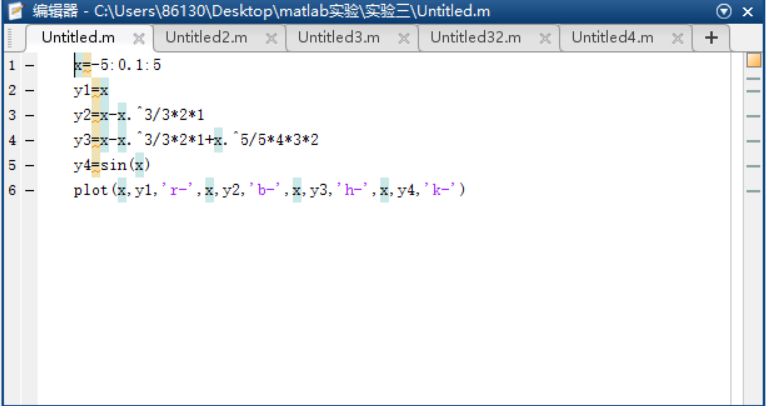 编辑器 - C:\Users\86130\Desktop\matlab实验\实验三\Untitled.m
Untitled.m Untitled2.m Untitled3.m Untitled32.m Untitled4.m
1 x=-5:0.1:5
2 y1=x
3 y2=x-x.^3/3*2*1
4 y3=x-x.^3/3*2*1+x.^5/5*4*3*2
5 y4=sin(x)
6 plot(x,y1,'r-',x,y2,'b-',x,y3,'h-',x,y4,'k-')